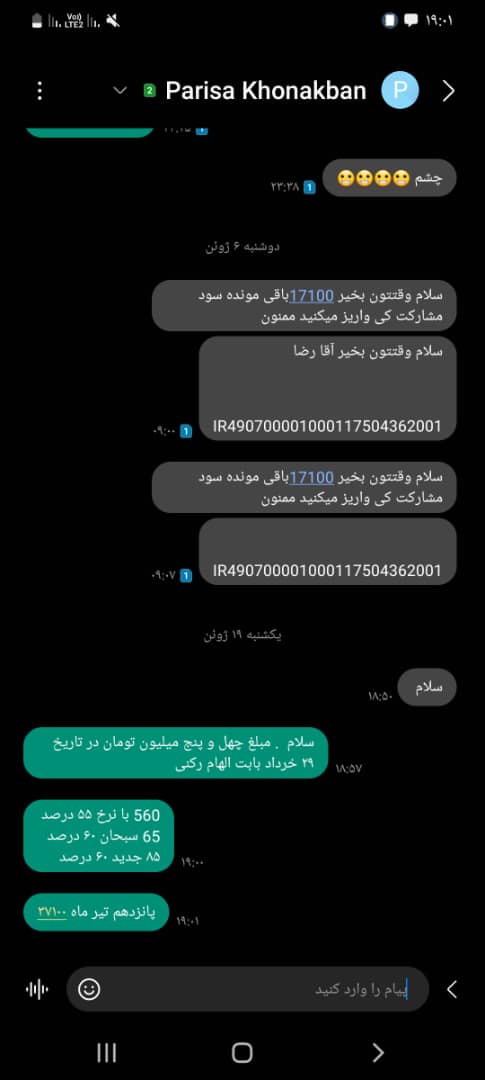 ۱۹:۰۱
Vo))
LTE2
Parisa Khonakban
2
P
1
چشم 😬😬😬😬
۲۳:۳۸
1
دوشنبه ۶ ژوئن
سلام وقتتون بخیر 17100باقی مونده سود
مشارکت کی واریز میکنید ممنون
سلام وقتتون بخیر آقا رضا
IR490700001000117504362001
۰۹:۰۰
1
سلام وقتتون بخیر 17100باقی مونده سود
مشارکت کی واریز میکنید ممنون
IR490700001000117504362001
۰۹:۰۷
1
یکشنبه ۱۹ ژوئن
سلام
۱۸:۵۰
سلام . مبلغ چهل و پنج میلیون تومان در تاریخ
۲۹ خرداد بابت الهام رکنی
۱۸:۵۷
560 با نرخ ۵۵ درصد
65 سبحان ۶۰ درصد
۸۵ جدید ۶۰ درصد
۱۹:۰۰
پانزدهم تیر ماه ۳۷۱۰۰
۱۹:۰۱
پیام را وارد کنید